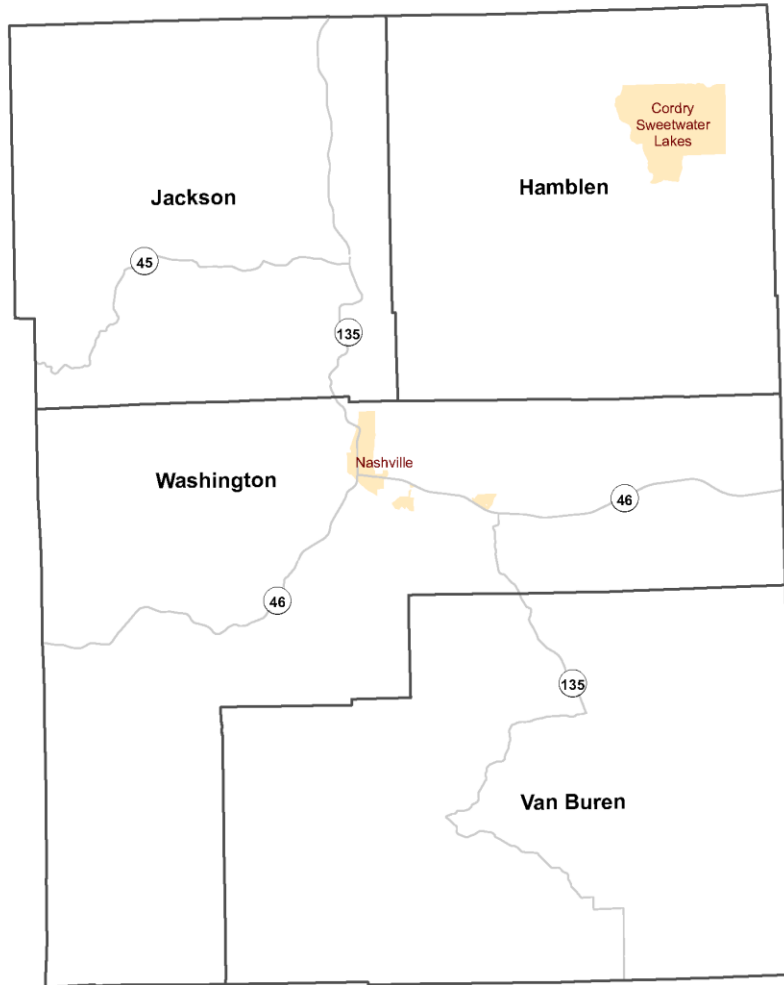 Cordry
Sweetwater
Lakes
Hamblen
Jackson
45
135
Nashville
Washington
46
46
135
Van Buren